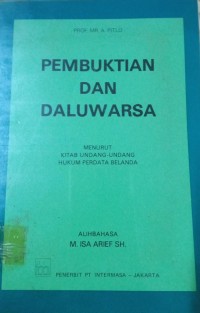 PROF. MR. A. PITLO
PEMBUKTIAN
DAN
DALUWARSA
MENURUT
KITAB UNDANG-UNDANG
HUKUM PERDATA BELANDA
ALIHBAHASA
M. ISA ARIEF SH.
PENERBIT PT INTERMASA - JAKARTA